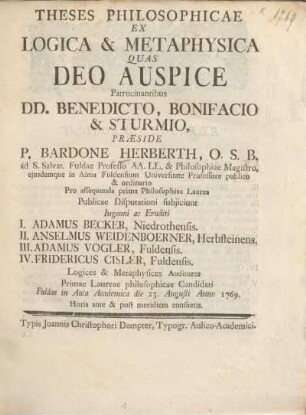 1769
THESES PHILOSOPHICAE
EX
LOGICA & METAPHYSICA
QUAS
DEO AUSPICE
Patrocinantibus
DD. BENEDICTO, BONIFACIO
& STURMIO,
PRÆSIDE
P. BARDONE HERBERTH, O. S. B.
ad S. Salvat. Fuldae Professo AA. LL. & Philosophiae Magistro,
ejusdemque in Alma Fuldensium Universitate Professore publico
& ordinario
Pro assequenda prima Philosophiae Laurea
Publicae Disputationi subjiciunt
Ingenui ac Eruditi
I. ADAMUS BECKER, Niedrothensis.
II. ANSELMUS WEIDENBOERNER, Herbsteinens.
III. ADAMUS VOGLER, Fuldensis.
IV. FRIDERICUS CISLER, Fuldensis.
Logices & Metaphysices Auditores
Primae Laureae philosophicae Candidati
Fuldae in Aula Academica die 23. Augusti Anno 1769.
Horis ante & post meridiem consuetis.
Typis Joannis Christophori Dempter, Typogr. Aulico-Academici.